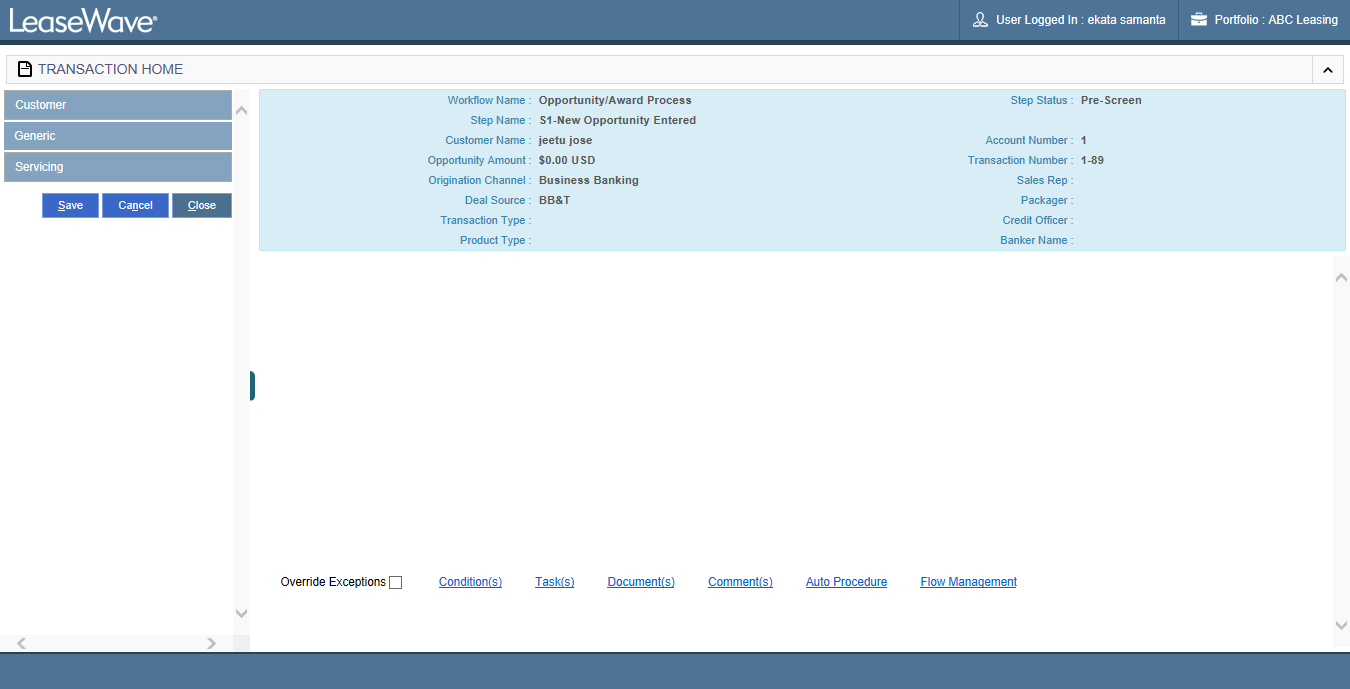 LeaseWave®
User Logged In : ekata samanta
Portfolio : ABC Leasing
TRANSACTION HOME
Customer
Generic
Servicing
Save Cancel Close
Workflow Name : Opportunity/Award Process Step Status : Pre-Screen
Step Name : S1-New Opportunity Entered
Customer Name : jeetu jose Account Number : 1
Opportunity Amount : $0.00 USD Transaction Number : 1-89
Origination Channel : Business Banking Sales Rep :
Deal Source : BB&T Packager :
Transaction Type : Credit Officer :
Product Type : Banker Name :
Override Exceptions Condition(s) Task(s) Document(s) Comment(s) Auto Procedure Flow Management